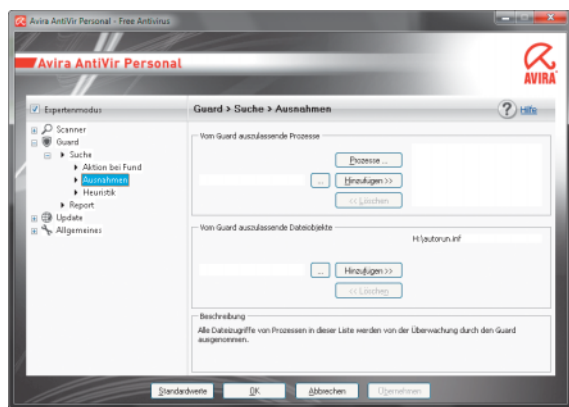 Avira AntiVir Personal - Free Antivirus
Avira AntiVir Personal
AVIRA
Expertenmodus
Guard > Suche > Ausnahmen
? Hilfe
Scanner
Guard
Suche
Aktion bei Fund
Ausnahmen
Heuristik
Report
Update
Allgemeines
Vom Guard auszulassende Prozesse
Prozesse ...
... Hinzufügen >>
<< Löschen
Vom Guard auszulassende Dateiobjekte
H:\autorun.inf
... Hinzufügen >>
<< Löschen
Beschreibung
Alle Dateizugriffe von Prozessen in dieser Liste werden von der Überwachung durch den Guard
ausgenommen.
Standardwerte OK Abbrechen Übernehmen